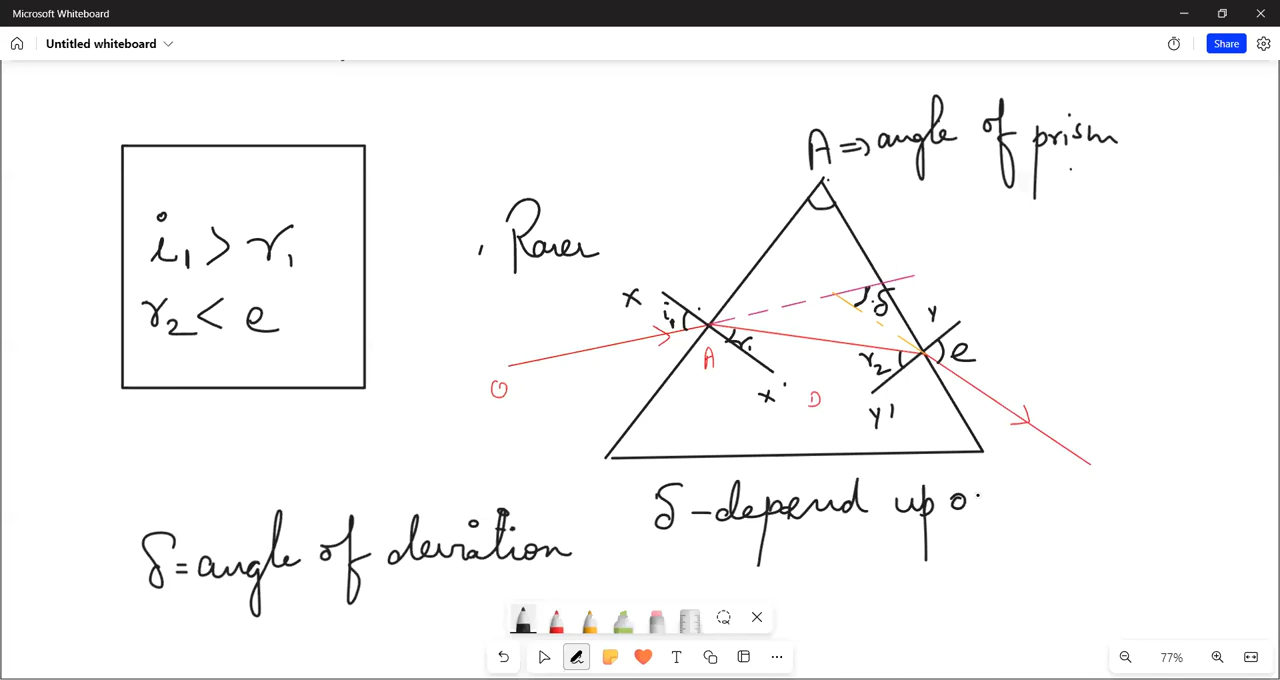 Microsoft Whiteboard
Untitled whiteboard
Share
A ⇒ angle of prism
i₁ > r₁
r₂ < e
Rarer
X
i₁
A
r₁
X'
O
D
δ
Y
r₂
e
Y'
δ - depend up o
δ = angle of deviation
T
77%